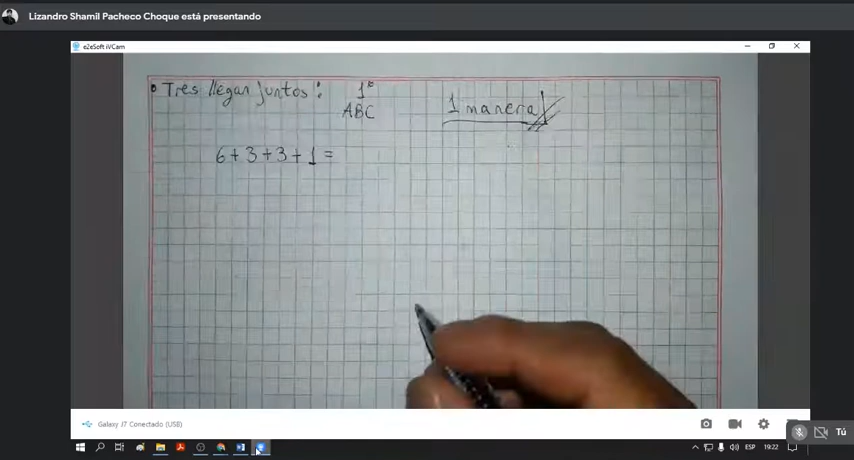 Lizandro Shamil Pacheco Choque está presentando
e2eSoft iVCam
• Tres llegan juntos: 1º
ABC
1 manera
6+3+3+1=
Galaxy J7 Conectado (USB)
Tú
ESP 19:22